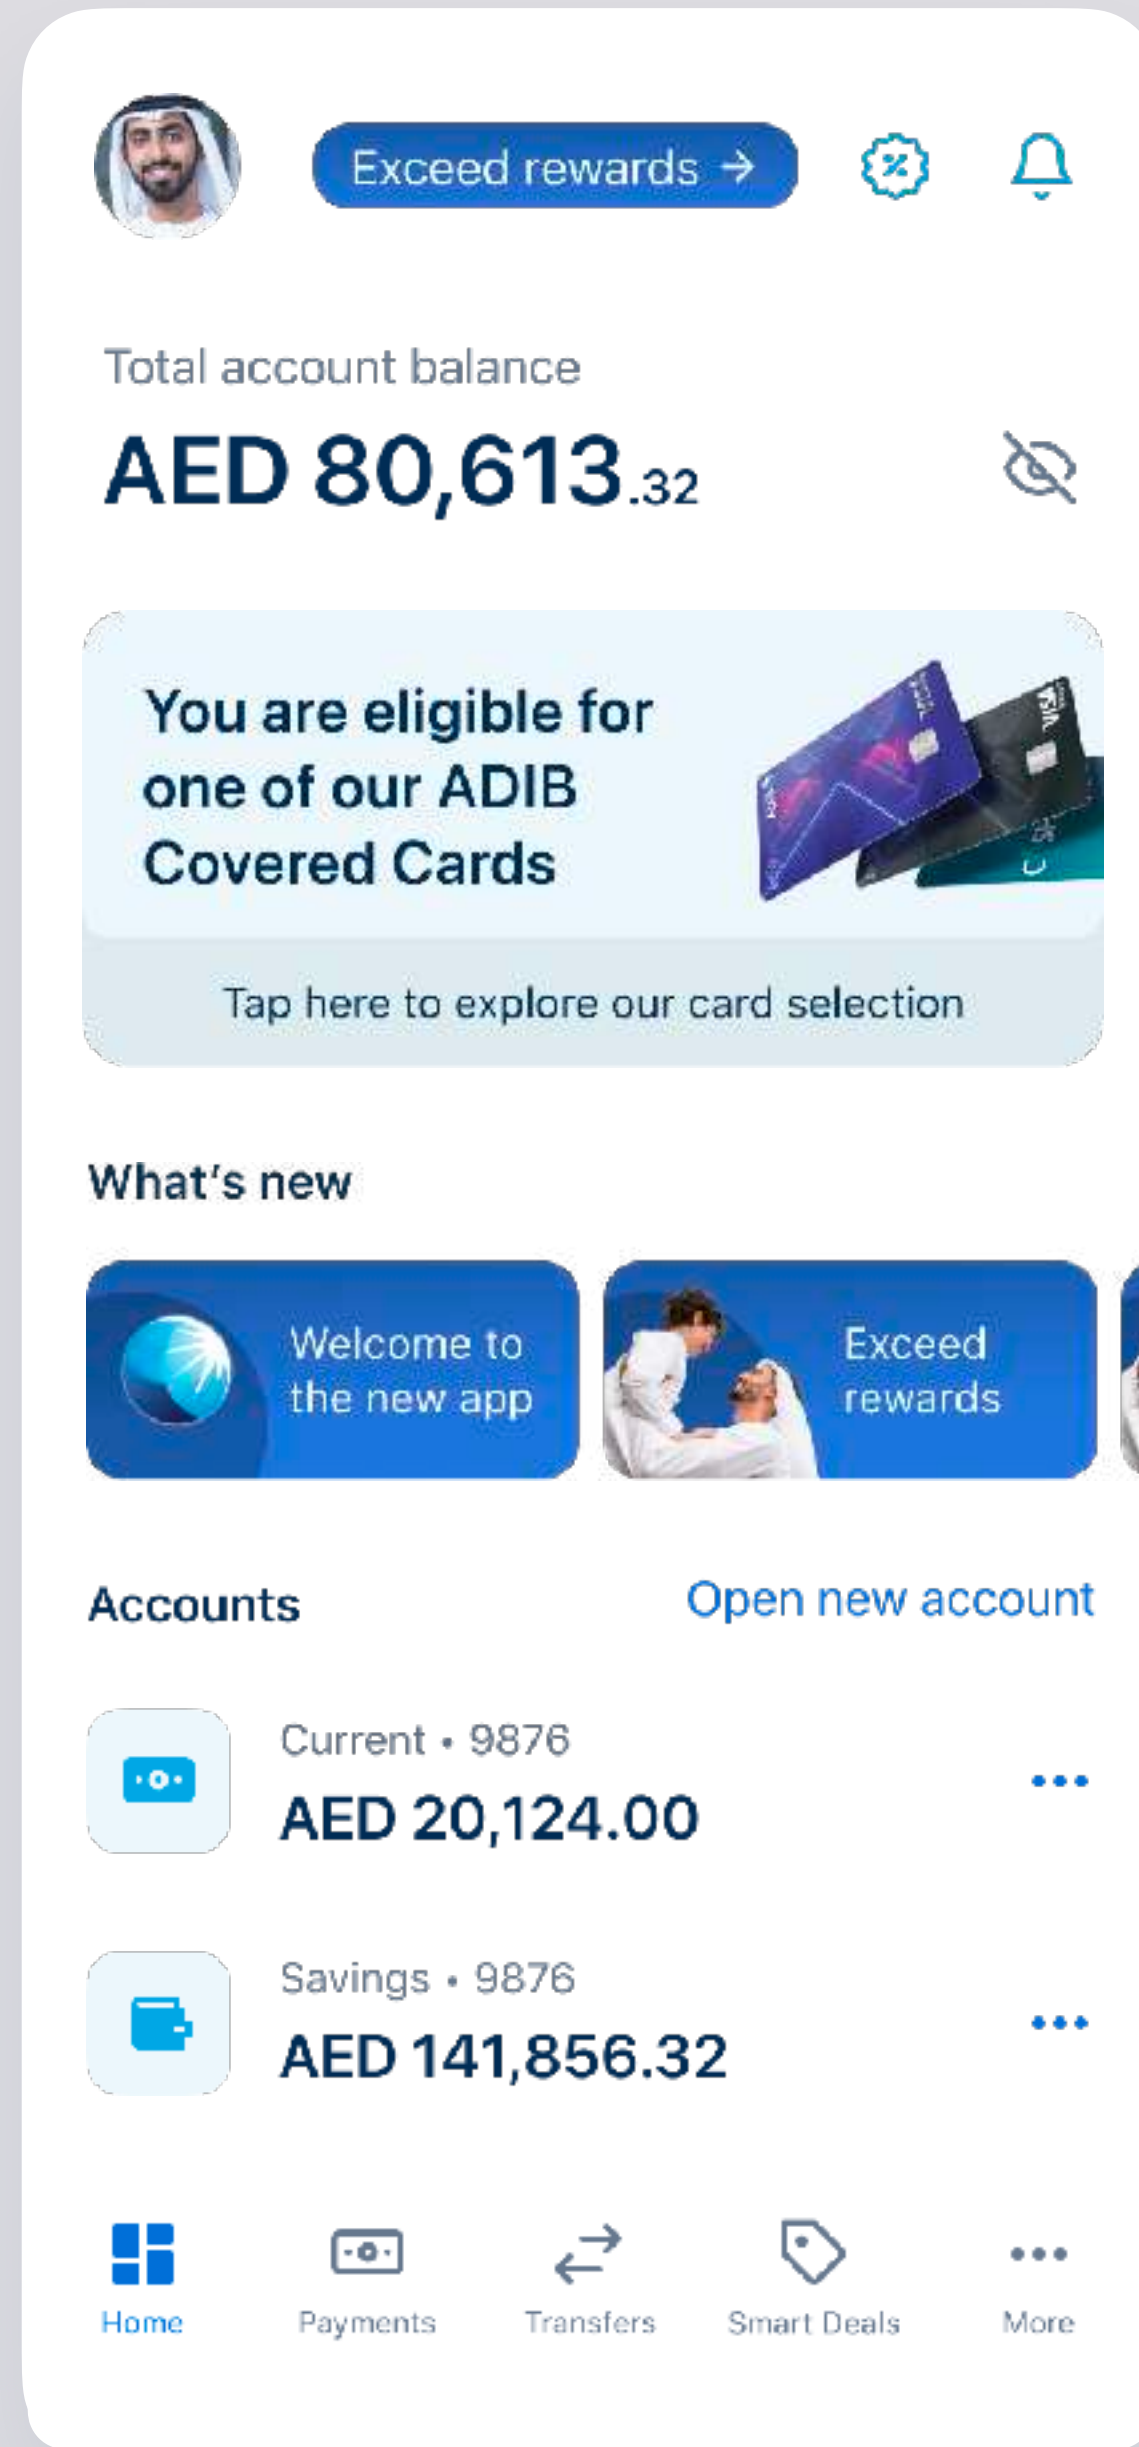 Exceed rewards →
Total account balance
AED 80,613.32
You are eligible for
one of our ADIB
Covered Cards
VISA
Tap here to explore our card selection
What's new
Welcome to
the new app
Exceed
rewards
Accounts
Open new account
Current • 9876
AED 20,124.00
Savings • 9876
AED 141,856.32
Home
Payments
Transfers
Smart Deals
More